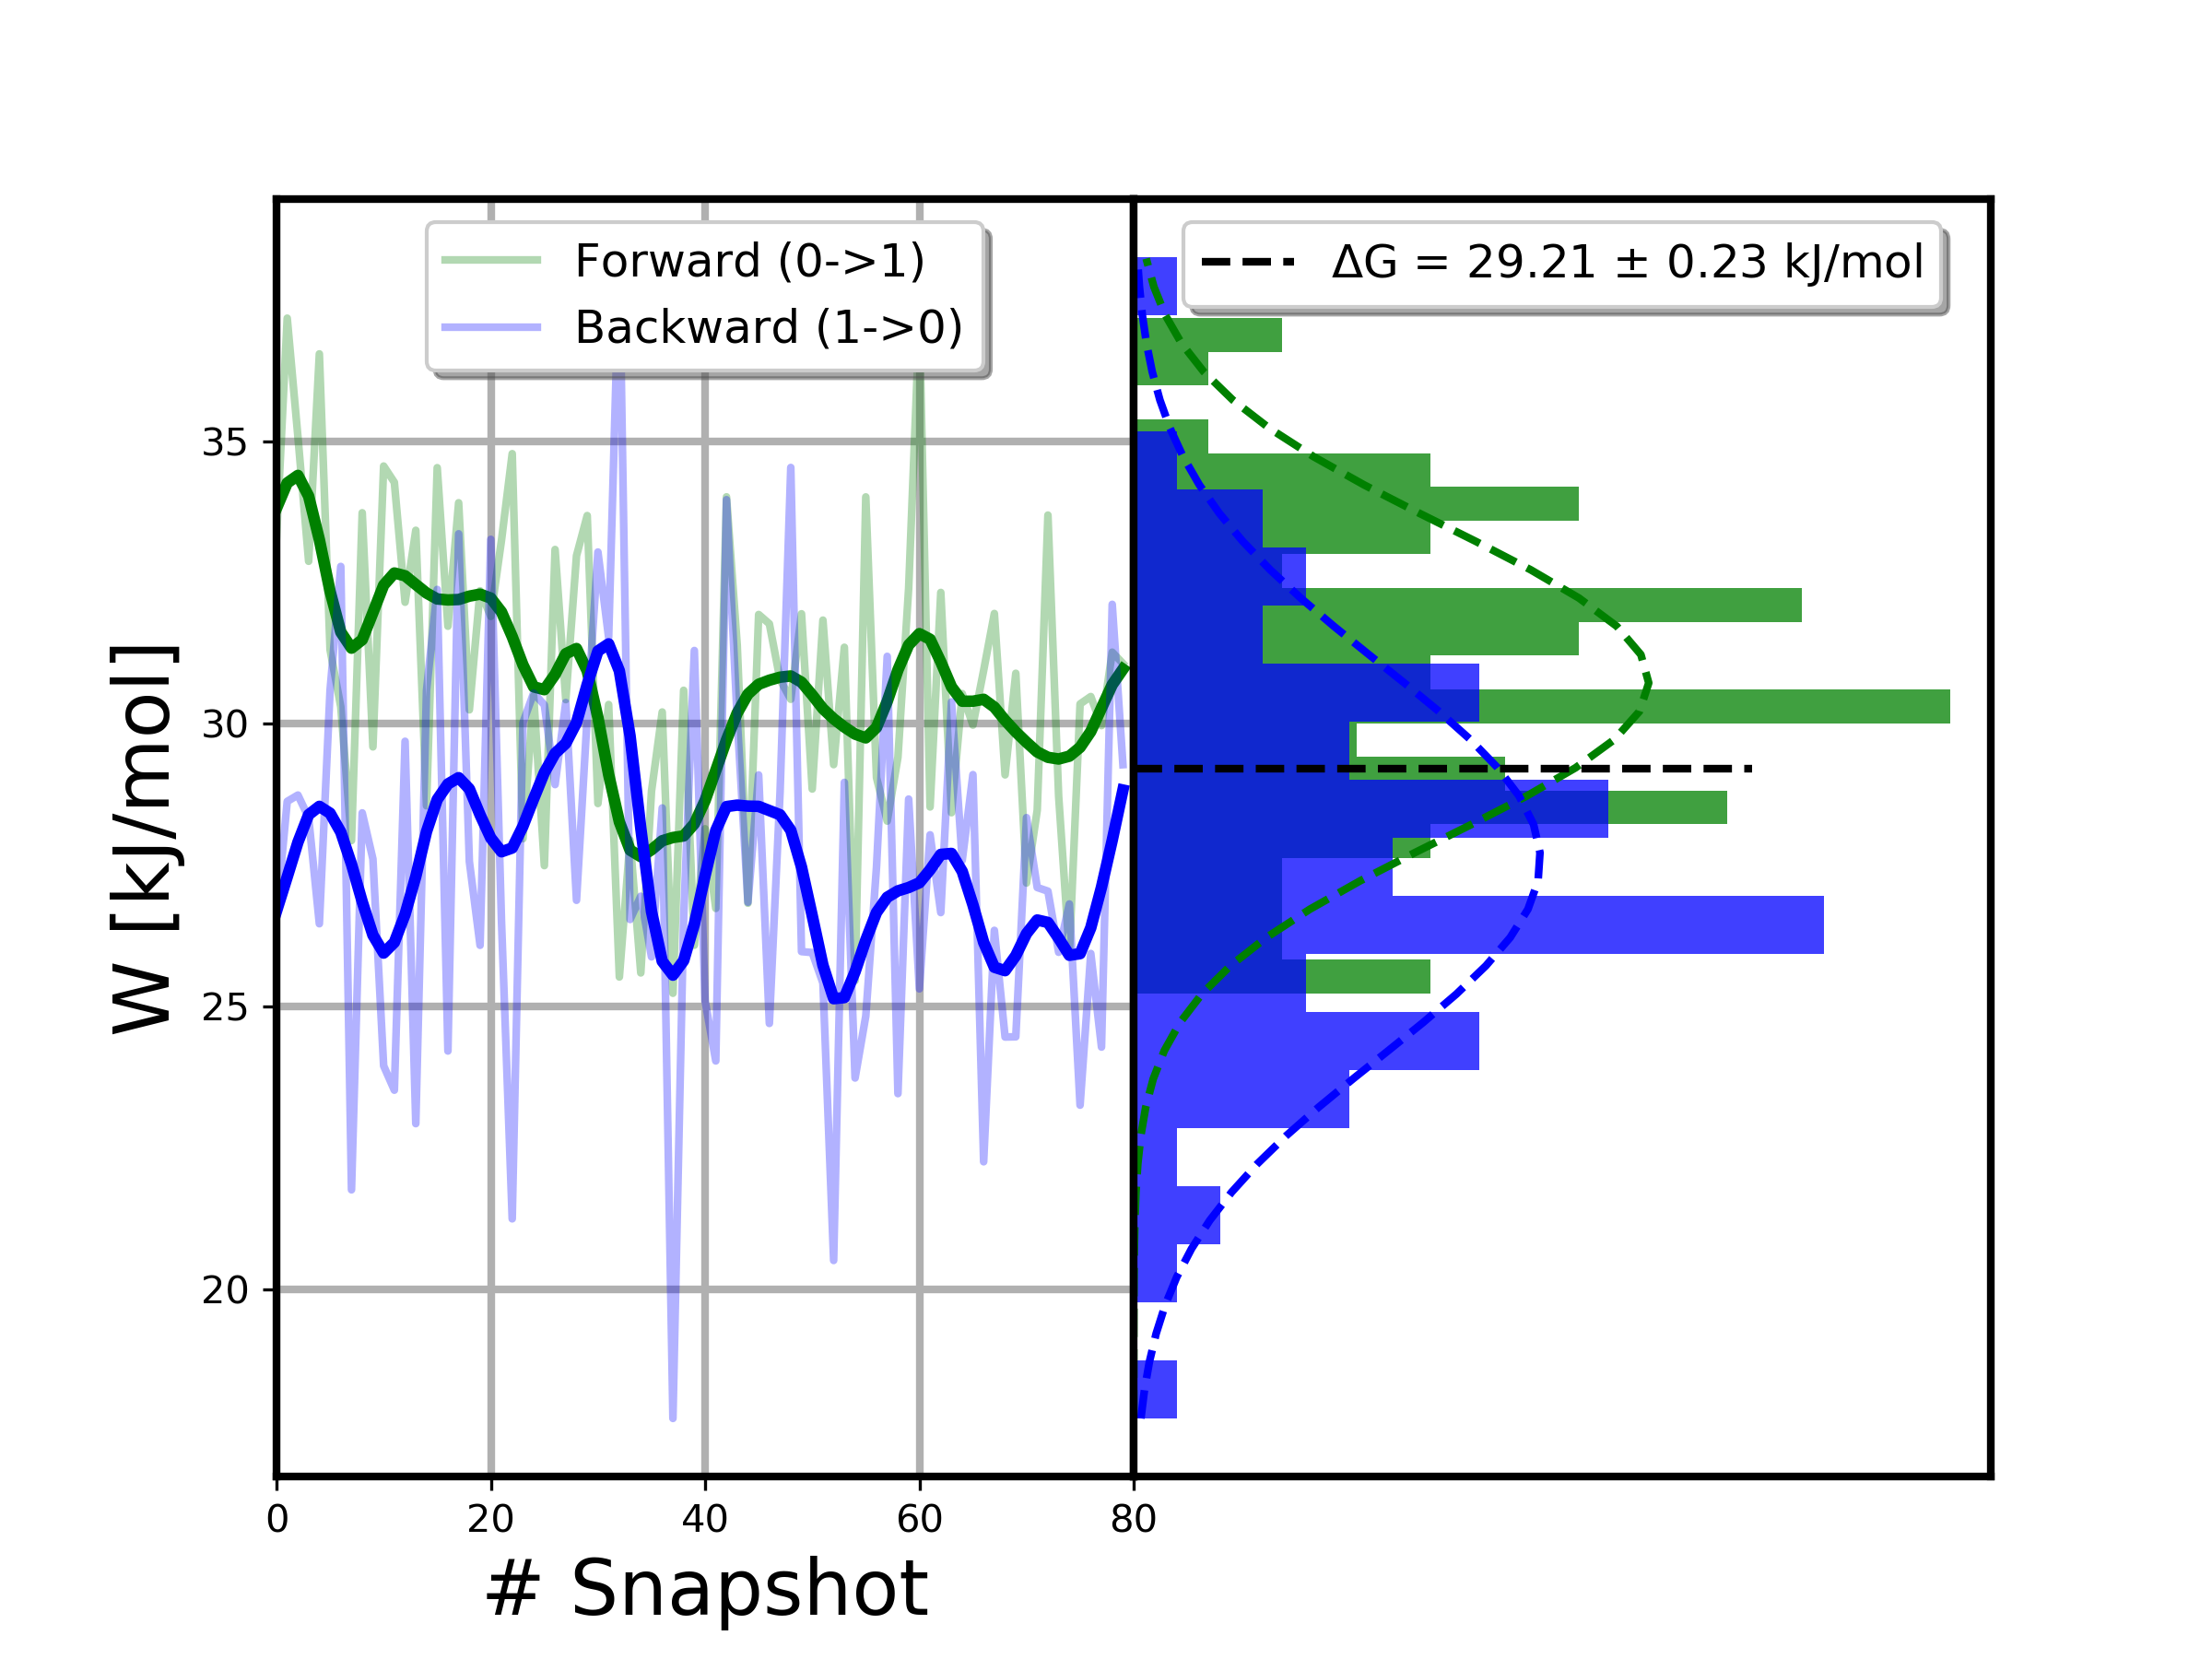 Forward (0->1)
Backward (1->0)
ΔG = 29.21 ± 0.23 kJ/mol
35
30
25
20
W [kJ/mol]
0 20 40 60 80
# Snapshot